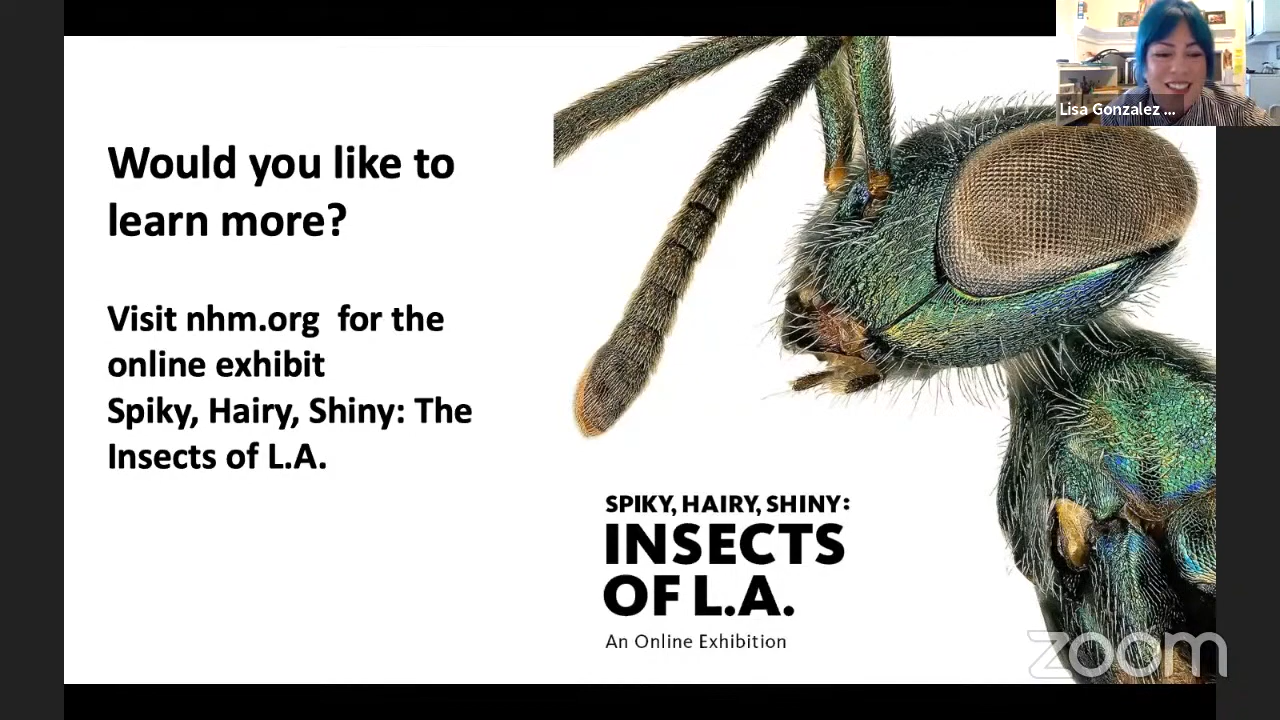 Would you like to
learn more?
Visit nhm.org for the
online exhibit
Spiky, Hairy, Shiny: The
Insects of L.A.
SPIKY, HAIRY, SHINY:
INSECTS
OF L.A.
An Online Exhibition
Lisa Gonzalez ...
zoom